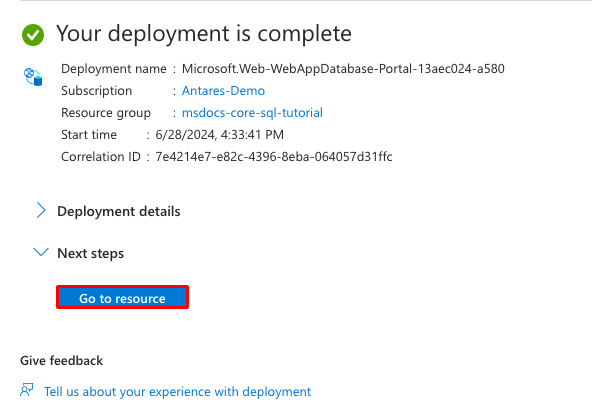 Your deployment is complete
Deployment name : Microsoft.Web-WebAppDatabase-Portal-13aec024-a580
Subscription : Antares-Demo
Resource group : msdocs-core-sql-tutorial
Start time : 6/28/2024, 4:33:41 PM
Correlation ID : 7e4214e7-e82c-4396-8eba-064057d31ffc
Deployment details
Next steps
Go to resource
Give feedback
Tell us about your experience with deployment